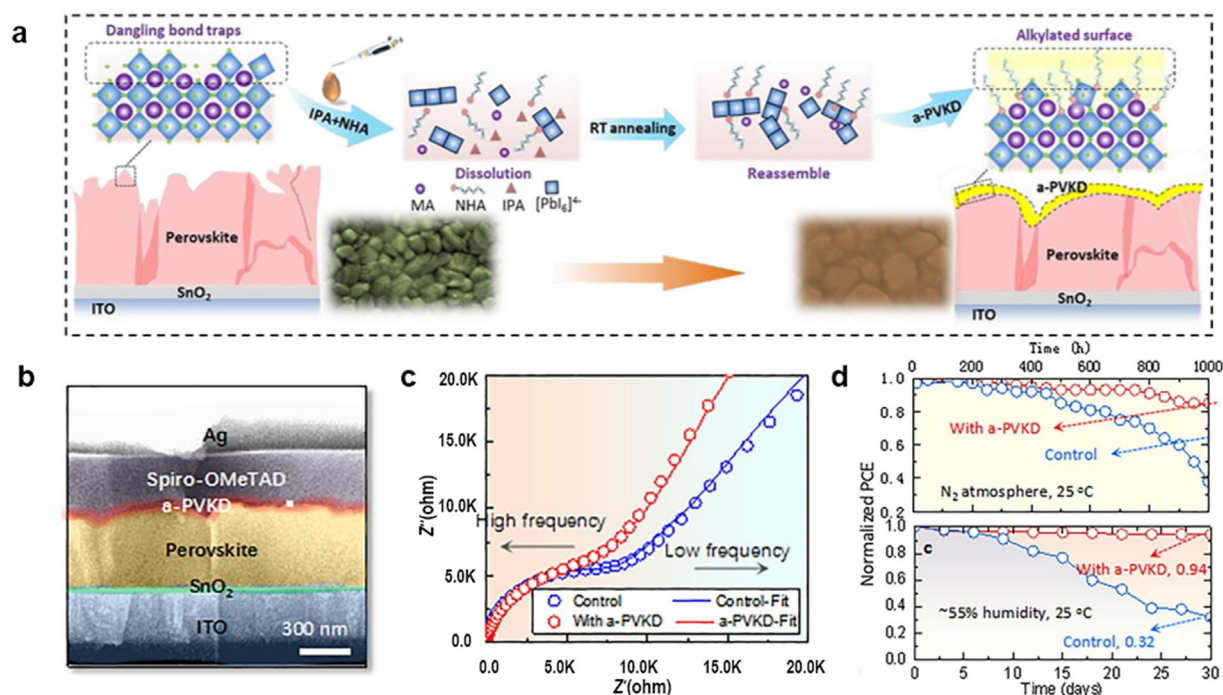 a
Dangling bond traps
IPA+NHA
RT annealing
a-PVKD
Alkylated surface
Dissolution
Reassemble
MA NHA IPA [PbI₆]⁴⁻
a-PVKD
Perovskite
SnO₂
ITO
Perovskite
SnO₂
ITO
b
Ag
Spiro-OMeTAD
a-PVKD
Perovskite
SnO₂
ITO
300 nm
c
20.0K
15.0K
10.0K
5.0K
0.0
Z''(ohm)
High frequency
Low frequency
Control Control-Fit
With a-PVKD a-PVKD-Fit
0.0 5.0K 10.0K 15.0K 20.0K
Z'(ohm)
d
Time (h)
0 200 400 600 800 1000
1.0
0.8
0.6
0.4
0.2
With a-PVKD
Control
N₂ atmosphere, 25 °C
Normalized PCE
1.0
0.8
0.6
0.4
0.2
0.0
c
With a-PVKD, 0.94
~55% humidity, 25 °C
Control, 0.32
0 5 10 15 20 25 30
Time (days)